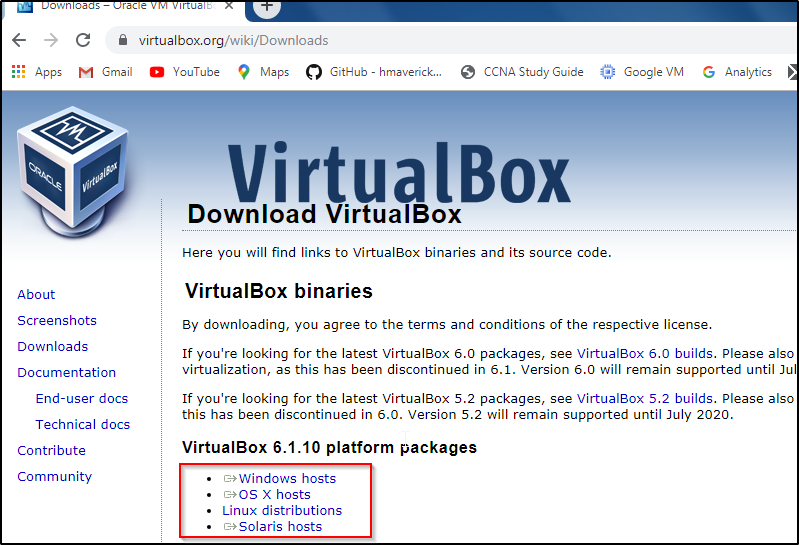 Downloads – Oracle VM VirtualB
virtualbox.org/wiki/Downloads
Apps Gmail YouTube Maps GitHub - hmaverick... CCNA Study Guide Google VM Analytics
ORACLE
VirtualBox
VirtualBox
Download VirtualBox
Here you will find links to VirtualBox binaries and its source code.
VirtualBox binaries
By downloading, you agree to the terms and conditions of the respective license.
If you're looking for the latest VirtualBox 6.0 packages, see VirtualBox 6.0 builds. Please also
virtualization, as this has been discontinued in 6.1. Version 6.0 will remain supported until Jul
If you're looking for the latest VirtualBox 5.2 packages, see VirtualBox 5.2 builds. Please also
this has been discontinued in 6.0. Version 5.2 will remain supported until July 2020.
VirtualBox 6.1.10 platform packages
Windows hosts
OS X hosts
Linux distributions
Solaris hosts
About
Screenshots
Downloads
Documentation
End-user docs
Technical docs
Contribute
Community